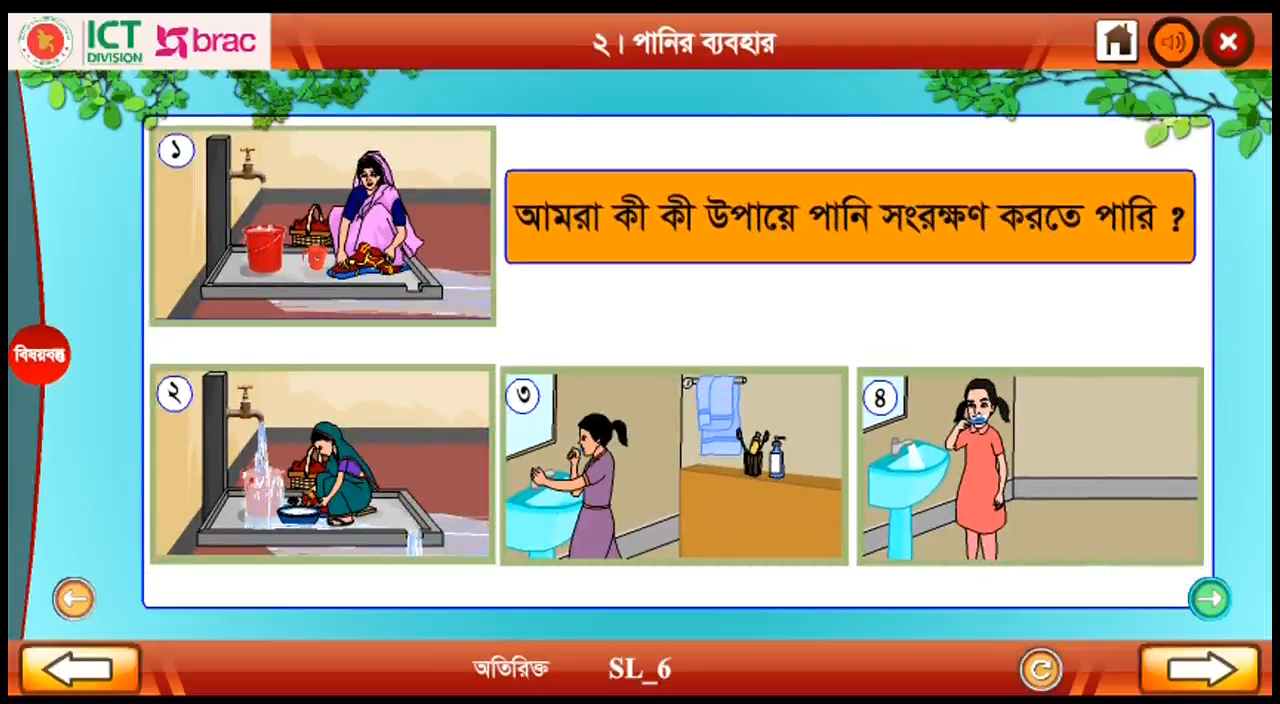 ICT
DIVISION
brac
২। পানির ব্যবহার
১
আমরা কী কী উপায়ে পানি সংরক্ষণ করতে পারি ?
বিষয়বস্তু
২
৩
৪
অতিরিক্ত
SL_6